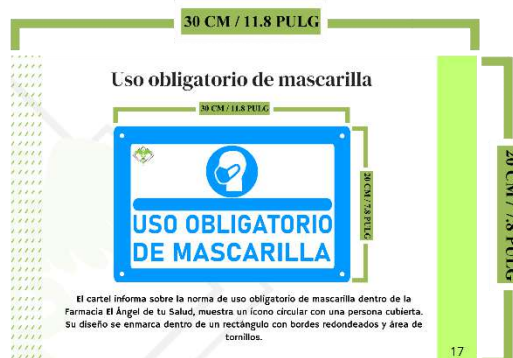 30 CM / 11.8 PULG
Uso obligatorio de mascarilla
30 CM / 11.8 PULG
USO OBLIGATORIO
DE MASCARILLA
20 CM / 7.8 PULG
20 CM / 7.8 PULG
El cartel informa sobre la norma de uso obligatorio de mascarilla dentro de la
Farmacia El Ángel de tu Salud, muestra un ícono circular con una persona cubierta.
Su diseño se enmarca dentro de un rectángulo con bordes redondeados y área de
tornillos.
17